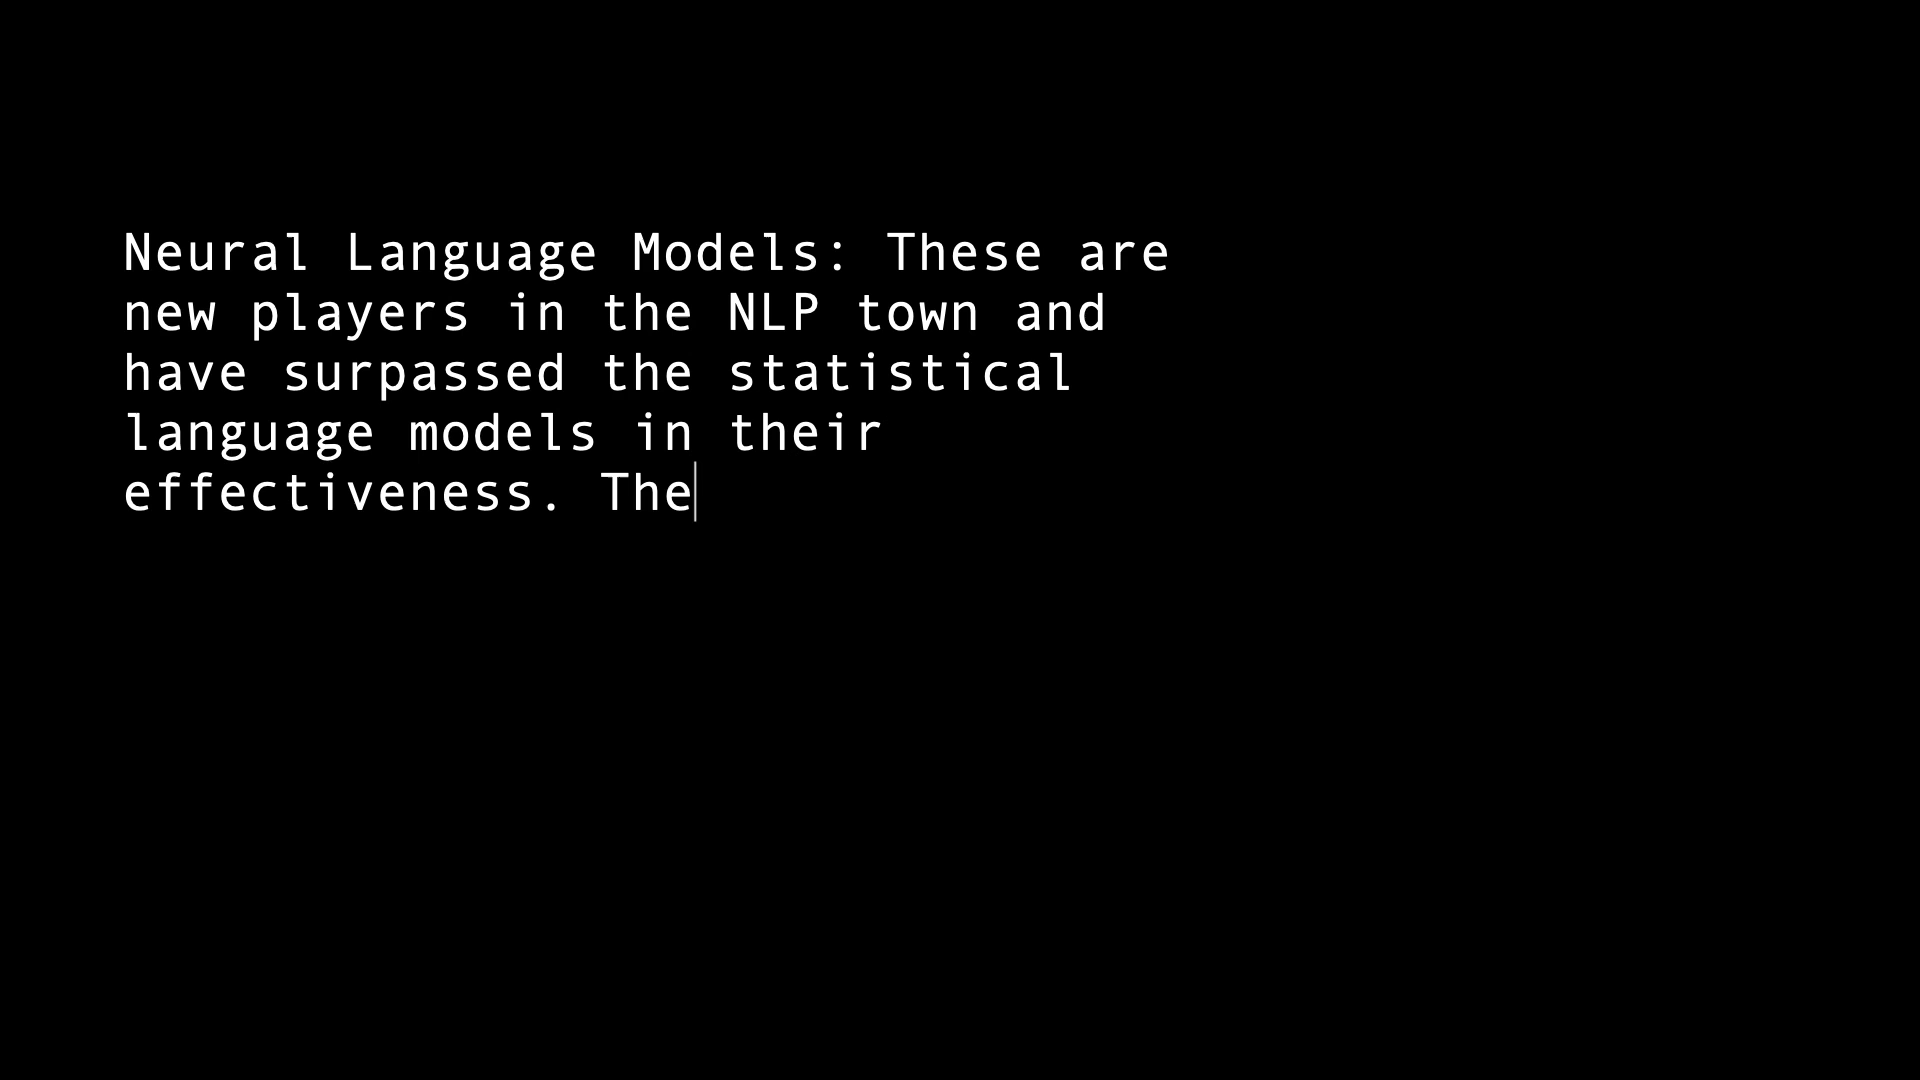 Neural Language Models: These are
new players in the NLP town and
have surpassed the statistical
language models in their
effectiveness. The